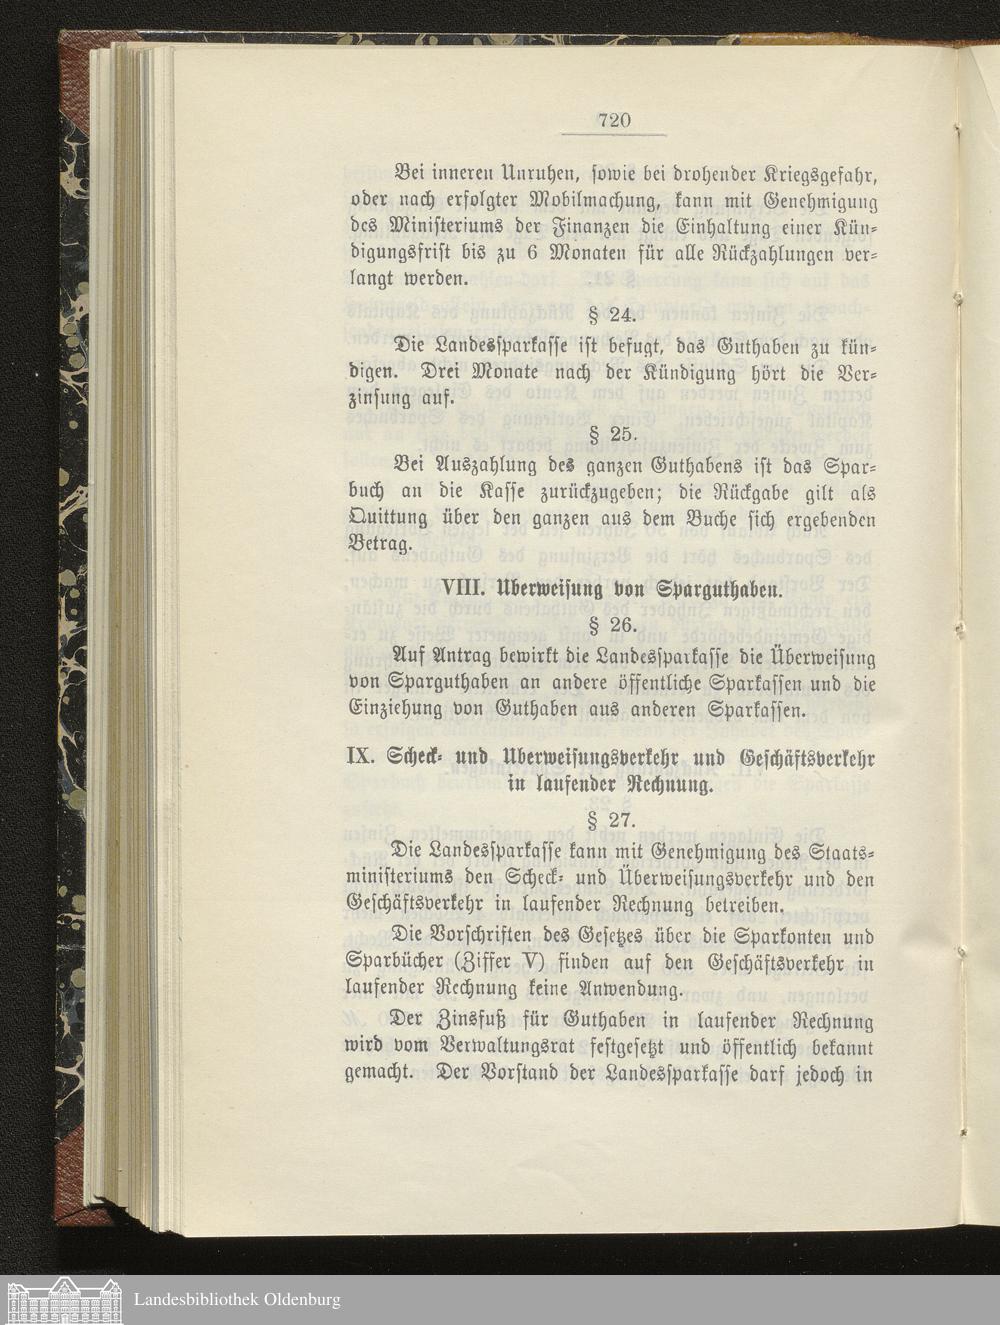 720
Bei inneren Unruhen, sowie bei drohender Kriegsgefahr,
oder nach erfolgter Mobilmachung, kann mit Genehmigung
des Ministeriums der Finanzen die Einhaltung einer Kün-
digungsfrist bis zu 6 Monaten für alle Rückzahlungen ver-
langt werden.
§ 24.
Die Landessparkasse ist befugt, das Guthaben zu kün-
digen. Drei Monate nach der Kündigung hört die Ver-
zinsung auf.
§ 25.
Bei Auszahlung des ganzen Guthabens ist das Spar-
buch an die Kasse zurückzugeben; die Rückgabe gilt als
Quittung über den ganzen aus dem Buche sich ergebenden
Betrag.
VIII. Uberweisung von Sparguthaben.
§ 26.
Auf Antrag bewirkt die Landessparkasse die Überweisung
von Sparguthaben an andere öffentliche Sparkassen und die
Einziehung von Guthaben aus anderen Sparkassen.
IX. Scheck- und Uberweisungsverkehr und Geschäftsverkehr
in laufender Rechnung.
§ 27.
Die Landessparkasse kann mit Genehmigung des Staats-
ministeriums den Scheck- und Überweisungsverkehr und den
Geschäftsverkehr in laufender Rechnung betreiben.
Die Vorschriften des Gesetzes über die Sparkonten und
Sparbücher (Ziffer V) finden auf den Geschäftsverkehr in
laufender Rechnung keine Anwendung.
Der Zinsfuß für Guthaben in laufender Rechnung
wird vom Verwaltungsrat festgesetzt und öffentlich bekannt
gemacht. Der Vorstand der Landessparkasse darf jedoch in
Landesbibliothek Oldenburg